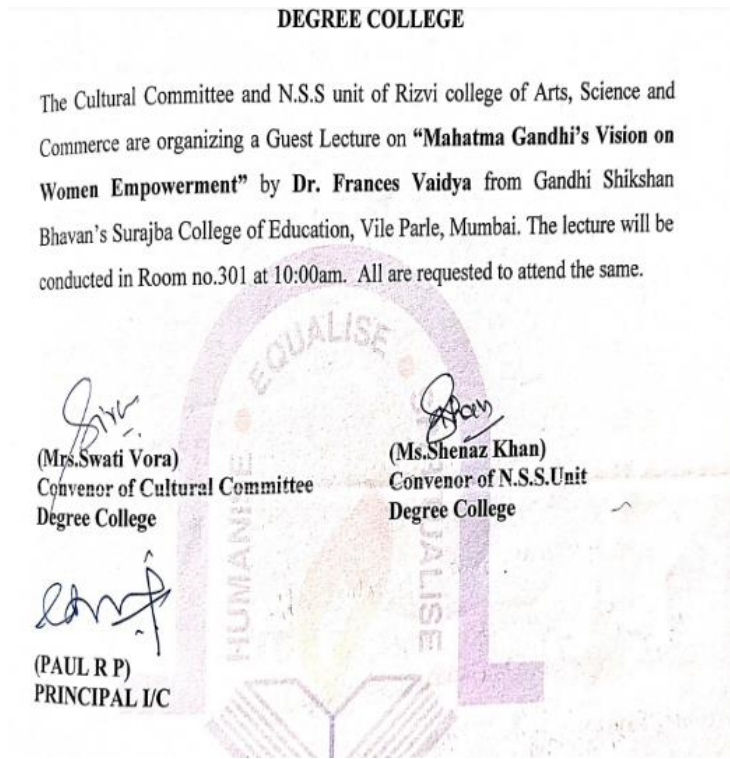 DEGREE COLLEGE
The Cultural Committee and N.S.S unit of Rizvi college of Arts, Science and
Commerce are organizing a Guest Lecture on “Mahatma Gandhi’s Vision on
Women Empowerment” by Dr. Frances Vaidya from Gandhi Shikshan
Bhavan’s Surajba College of Education, Vile Parle, Mumbai. The lecture will be
conducted in Room no.301 at 10:00am. All are requested to attend the same.
EQUALISE
HUMANISE
SPIRITUALISE
(Mrs.Swati Vora)
Convenor of Cultural Committee
Degree College
(Ms.Shenaz Khan)
Convenor of N.S.S.Unit
Degree College
(PAUL R P)
PRINCIPAL I/C